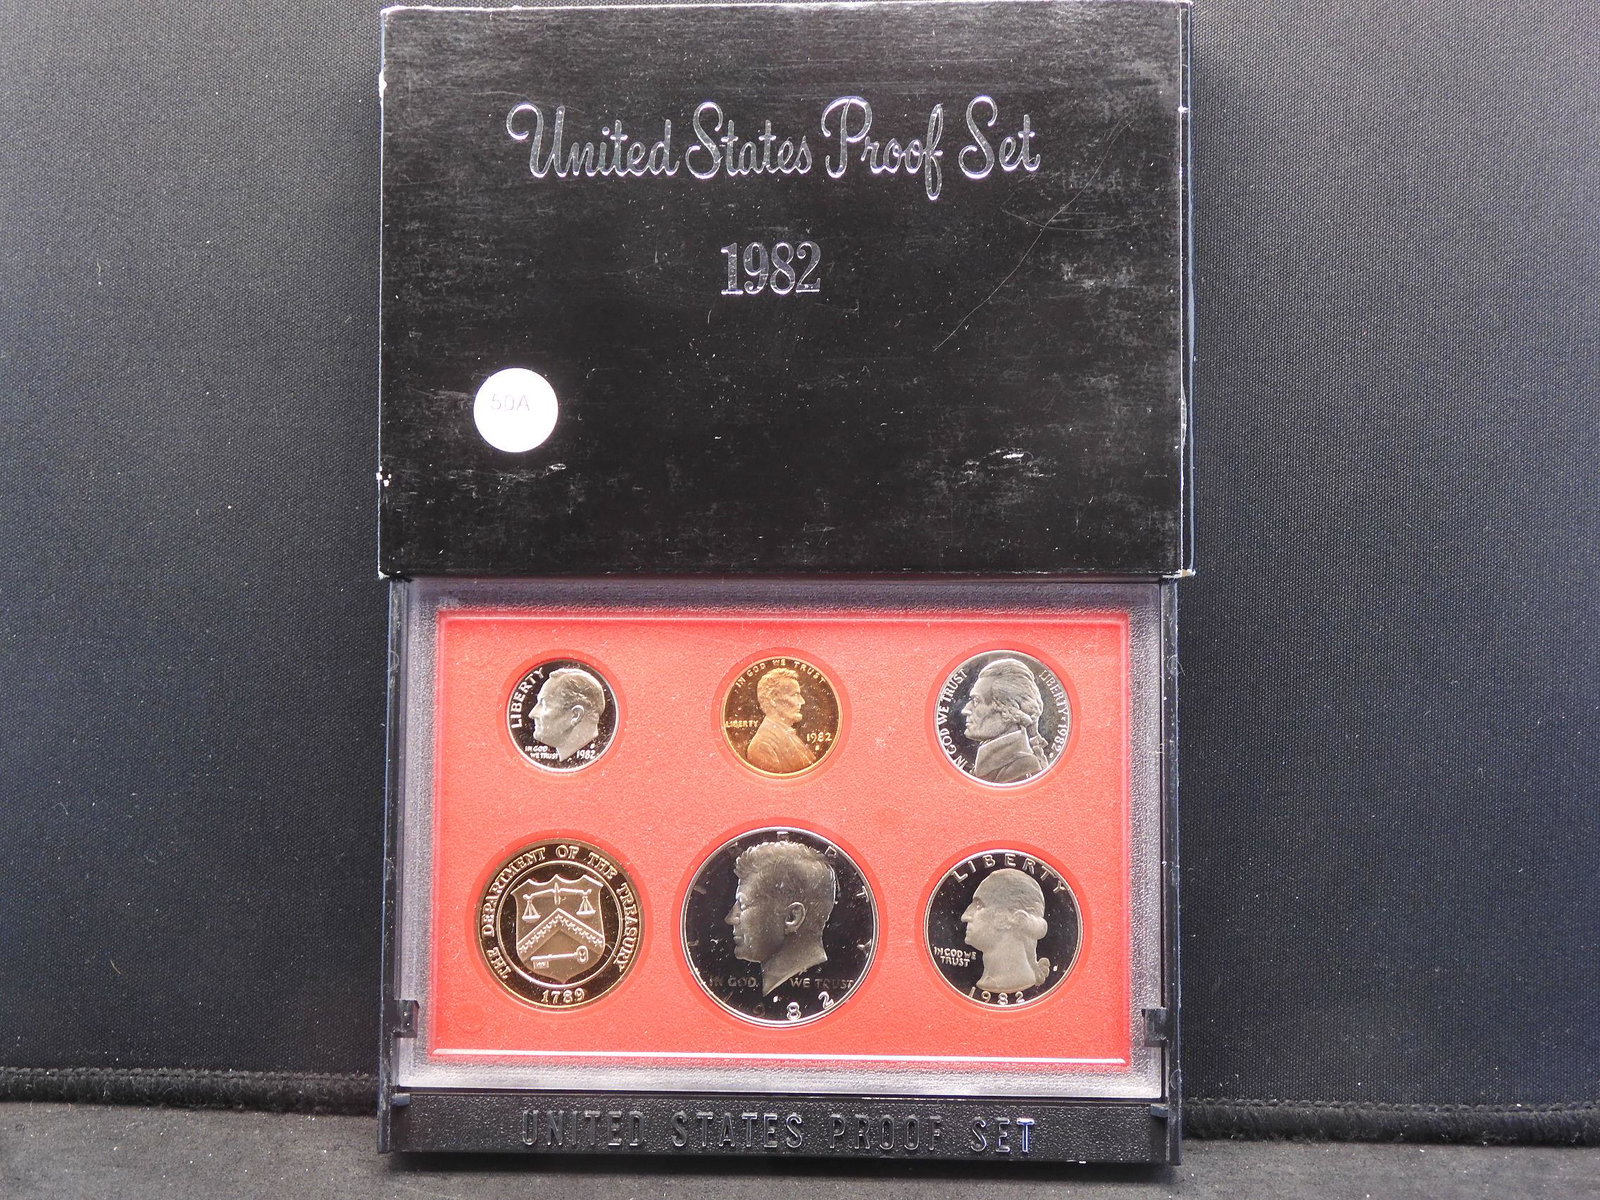 United States Proof Set
1982
50A
LIBERTY
IN GOD
WE TRUST
1982
IN GOD WE TRUST
LIBERTY
1982
S
IN GOD WE TRUST
LIBERTY
1982
THE DEPARTMENT OF THE TREASURY
1789
LIBERTY
IN GOD WE TRUST
1982
LIBERTY
IN GOD WE
TRUST
1982
UNITED STATES PROOF SET